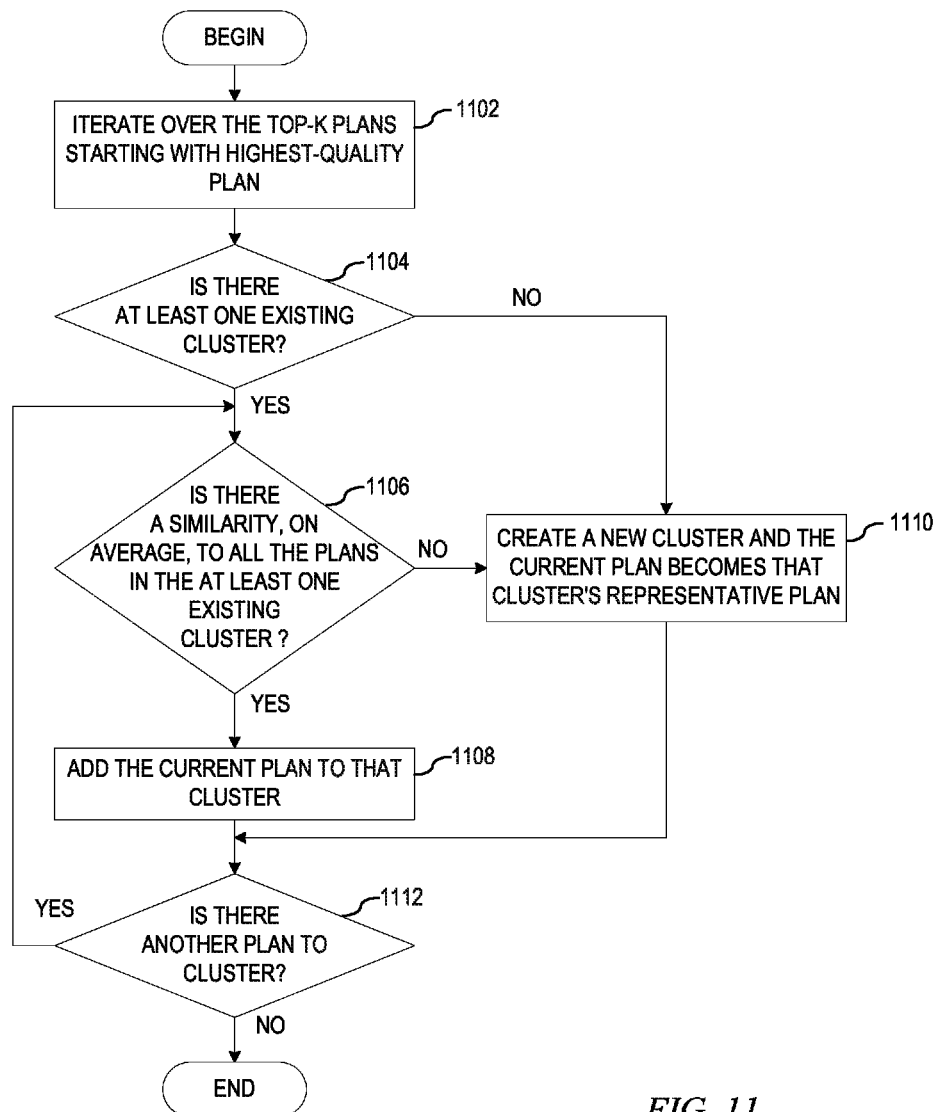 BEGIN
1102
ITERATE OVER THE TOP-K PLANS
STARTING WITH HIGHEST-QUALITY
PLAN
1104
IS THERE
AT LEAST ONE EXISTING
CLUSTER?
NO
YES
1106
IS THERE
A SIMILARITY, ON
AVERAGE, TO ALL THE PLANS
IN THE AT LEAST ONE
EXISTING
CLUSTER ?
NO
1110
CREATE A NEW CLUSTER AND THE
CURRENT PLAN BECOMES THAT
CLUSTER'S REPRESENTATIVE PLAN
YES
1108
ADD THE CURRENT PLAN TO THAT
CLUSTER
1112
YES
IS THERE
ANOTHER PLAN TO
CLUSTER?
NO
END
FIG. 11